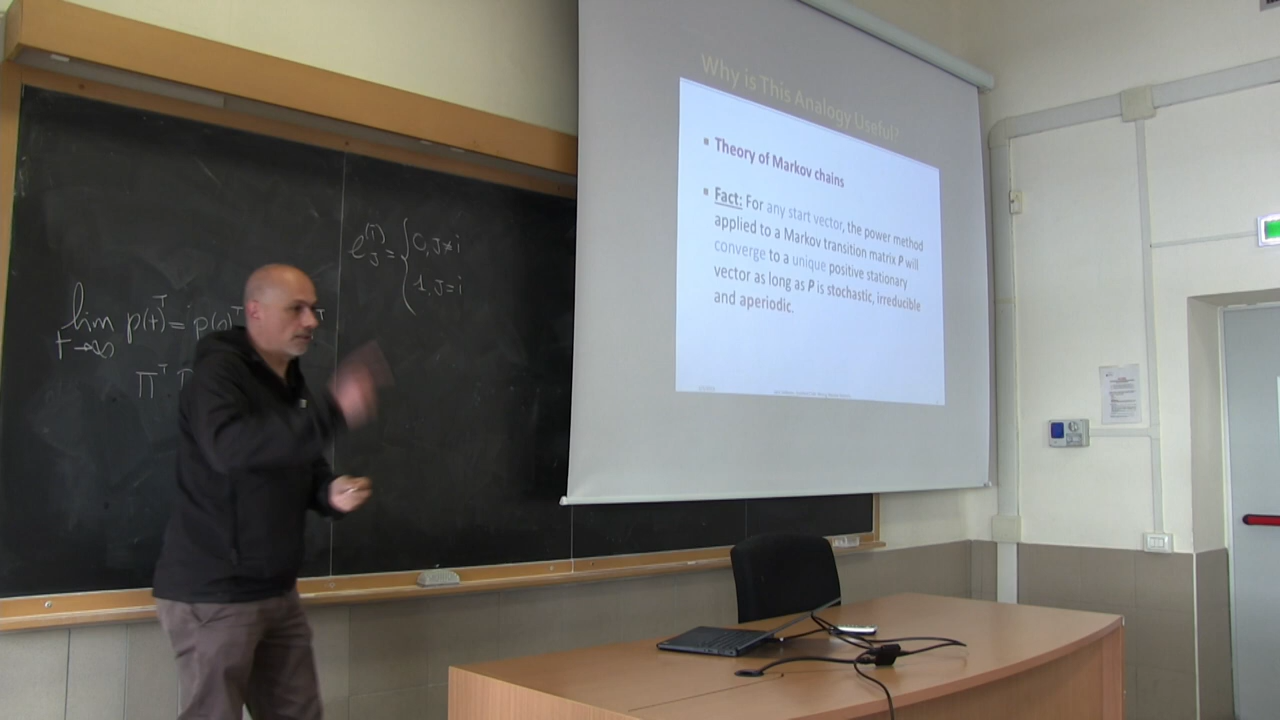 lim p(t)ᵀ = p(0)ᵀ
t→∞
Πᵀ
e_j^(i) = { 0, j≠i
1, j=i
Why is This Analogy Useful?
▪ Theory of Markov chains
▪ Fact: For any start vector, the power method
applied to a Markov transition matrix P will
converge to a unique positive stationary
vector as long as P is stochastic, irreducible
and aperiodic.